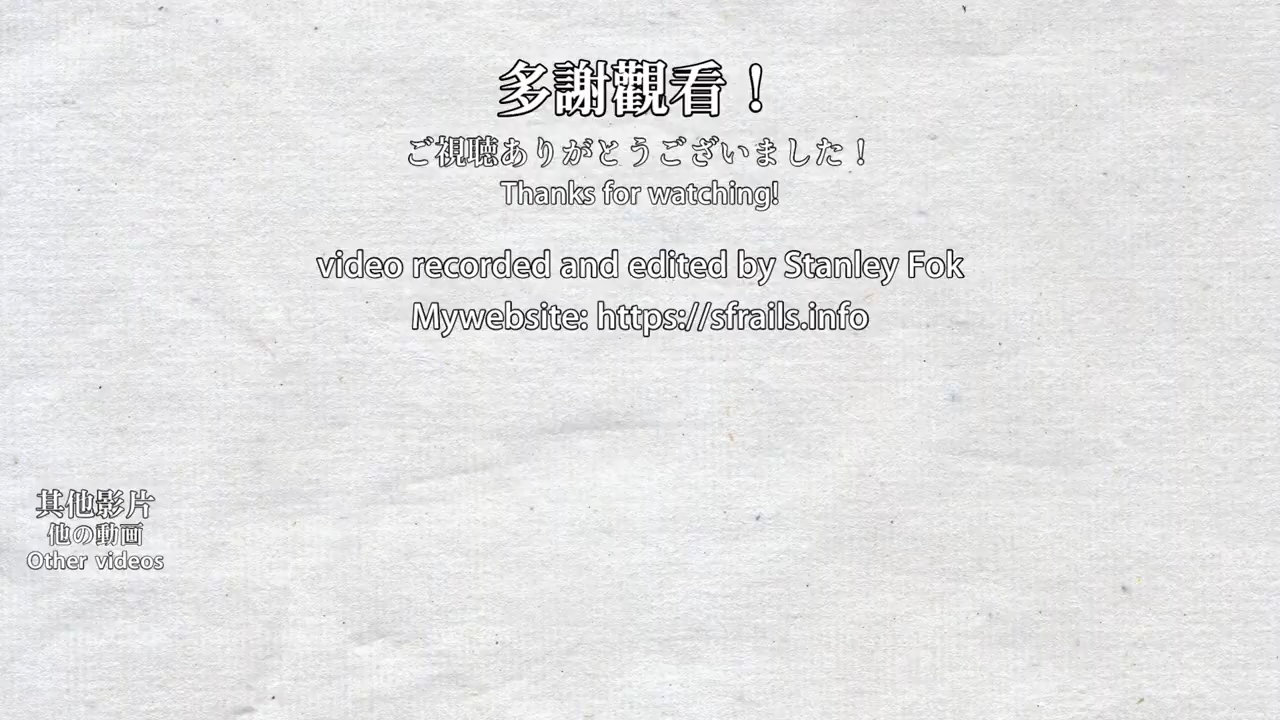 多謝觀看！
ご視聴ありがとうございました！
Thanks for watching!
video recorded and edited by Stanley Fok
Mywebsite: https://sfrails.info
其他影片
他の動画
Other videos